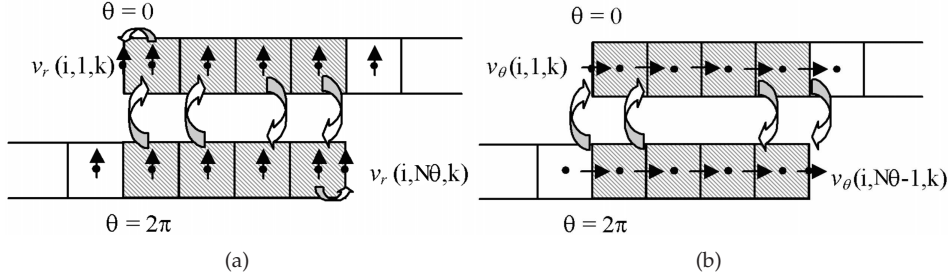 θ = 0
v_r (i,1,k)
v_r (i,Nθ,k)
θ = 2π
(a)
θ = 0
v_θ (i,1,k)
v_θ (i,Nθ-1,k)
θ = 2π
(b)